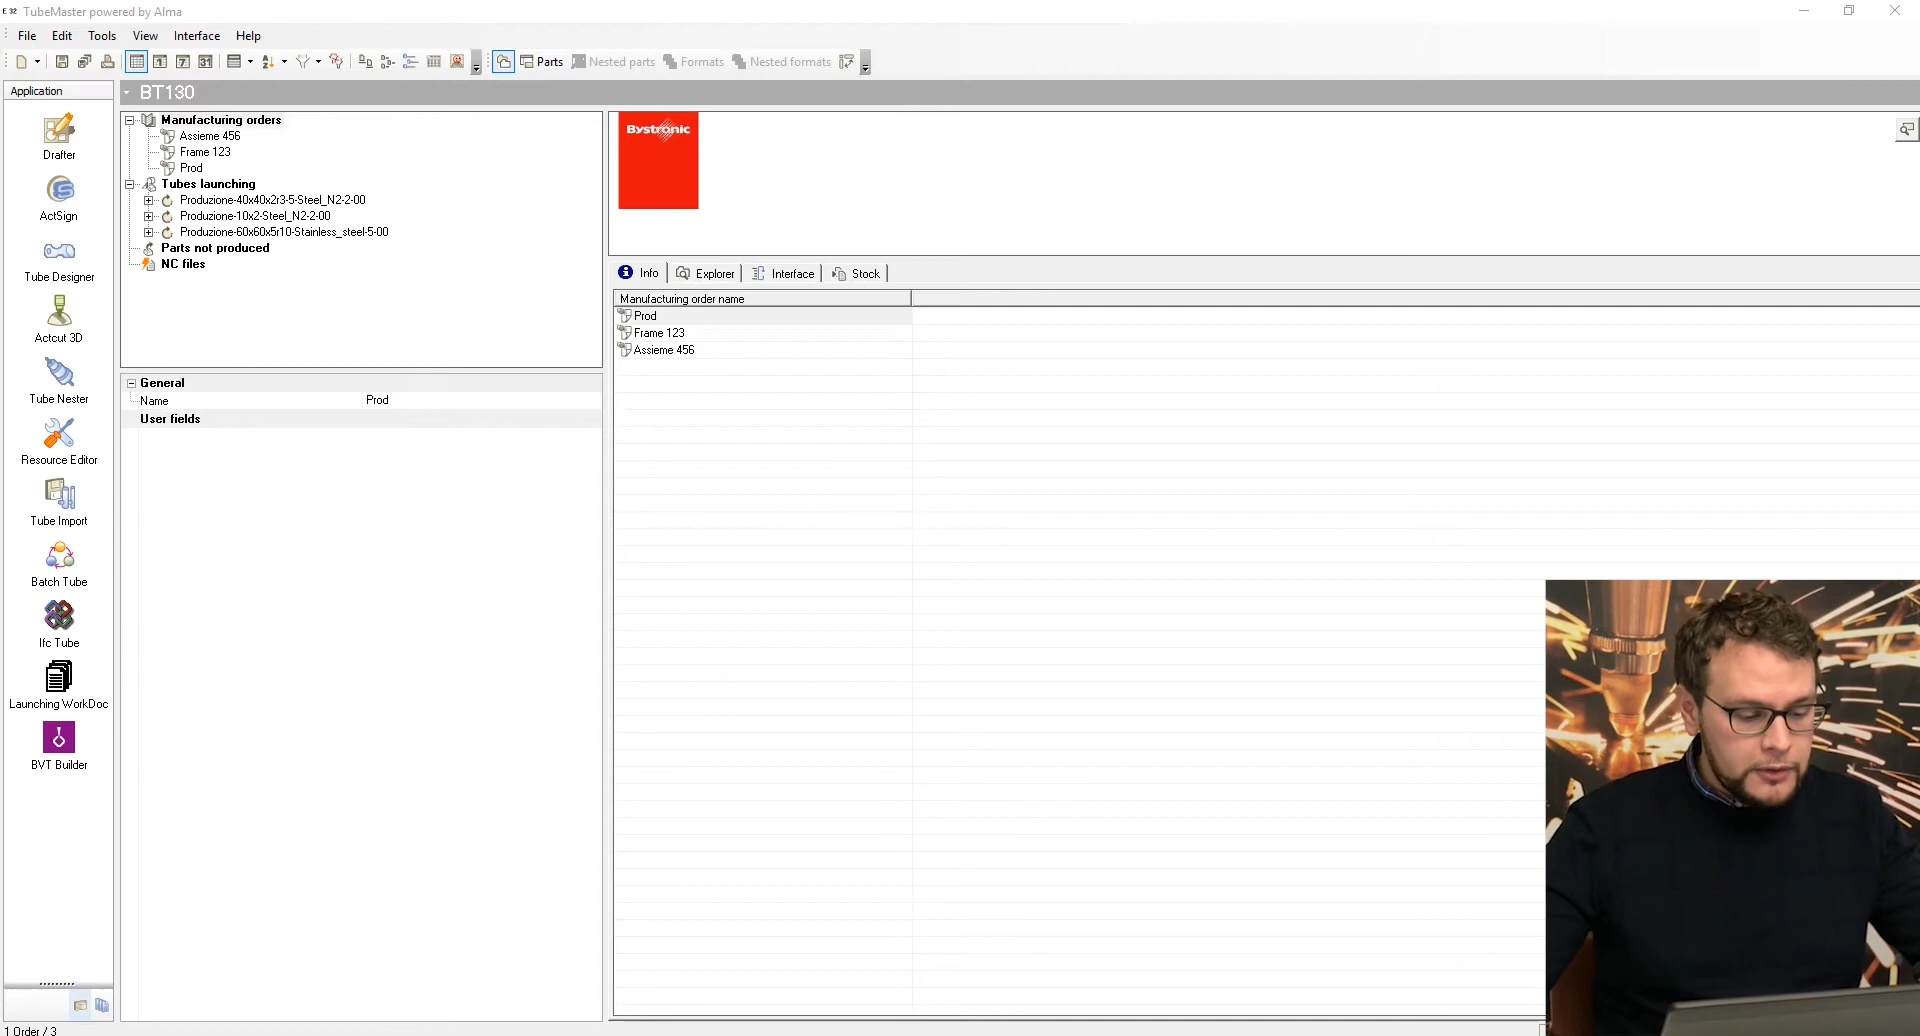 TubeMaster powered by Alma
File Edit Tools View Interface Help
Parts Nested parts Formats Nested formats
Application
BT130
Drafter
ActSign
Tube Designer
Actcut 3D
Tube Nester
Resource Editor
Tube Import
Batch Tube
Ifc Tube
Launching WorkDoc
BVT Builder
1 Order / 3
Manufacturing orders
Assieme 456
Frame 123
Prod
Tubes launching
Produzione-40x40x2r3-5-Steel_N2-2-00
Produzione-10x2-Steel_N2-2-00
Produzione-60x60x5r10-Stainless_steel-5-00
Parts not produced
NC files
General
Name Prod
User fields
Bystronic
Info Explorer Interface Stock
Manufacturing order name
Prod
Frame 123
Assieme 456